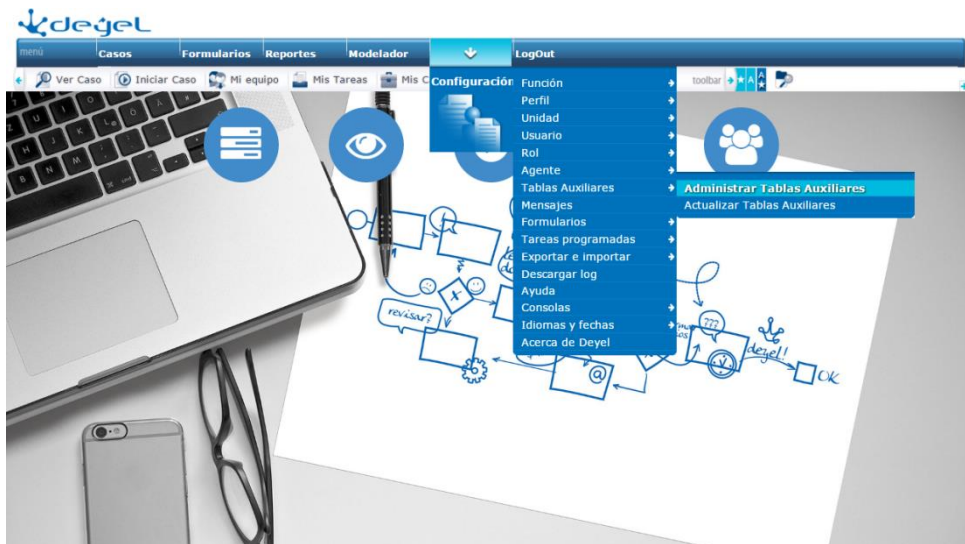 deyel
menú
Casos
Formularios
Reportes
Modelador
LogOut
Ver Caso
Iniciar Caso
Mi equipo
Mis Tareas
Mis C
Configuración
toolbar
Función
Perfil
Unidad
Usuario
Rol
Agente
Tablas Auxiliares
Administrar Tablas Auxiliares
Actualizar Tablas Auxiliares
Mensajes
Formularios
Tareas programadas
Exportar e importar
Descargar log
Ayuda
Consolas
Idiomas y fechas
Acerca de Deyel
revisar?
X
???
deyel!
@
OK